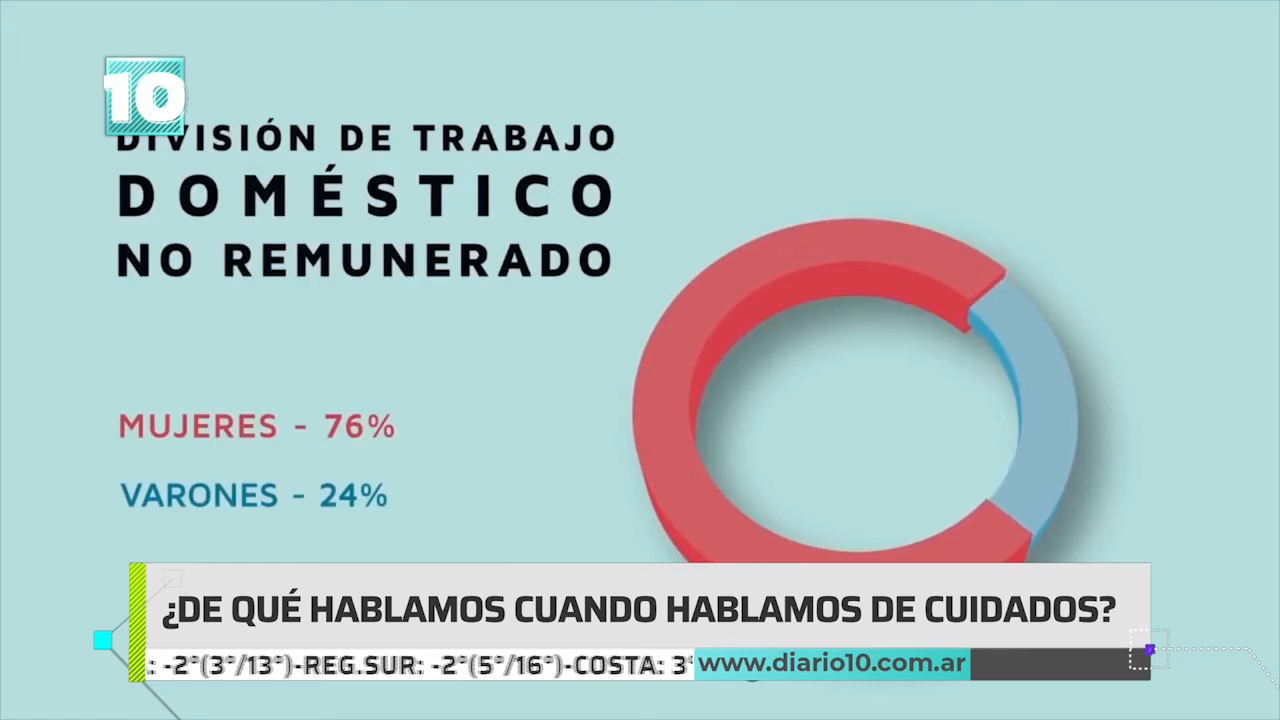 10
DIVISIÓN DE TRABAJO
DOMÉSTICO
NO REMUNERADO
MUJERES - 76%
VARONES - 24%
¿DE QUÉ HABLAMOS CUANDO HABLAMOS DE CUIDADOS?
: -2°(3°/13°)-REG.SUR: -2°(5°/16°)-COSTA: 3° www.diario10.com.ar